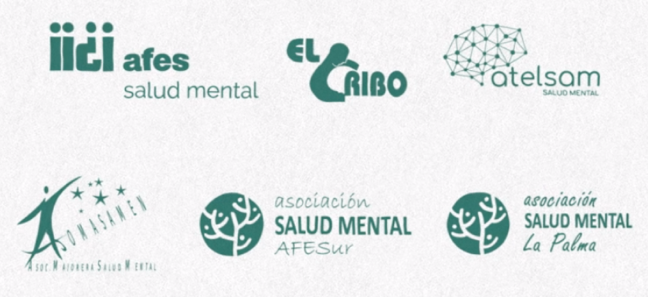 afes
salud mental
EL CRIBO
atelsam
SALUD MENTAL
ASOMASAMEN
ASOC. MAJORERA SALUD MENTAL
asociación
SALUD MENTAL
AFESur
asociación
SALUD MENTAL
La Palma